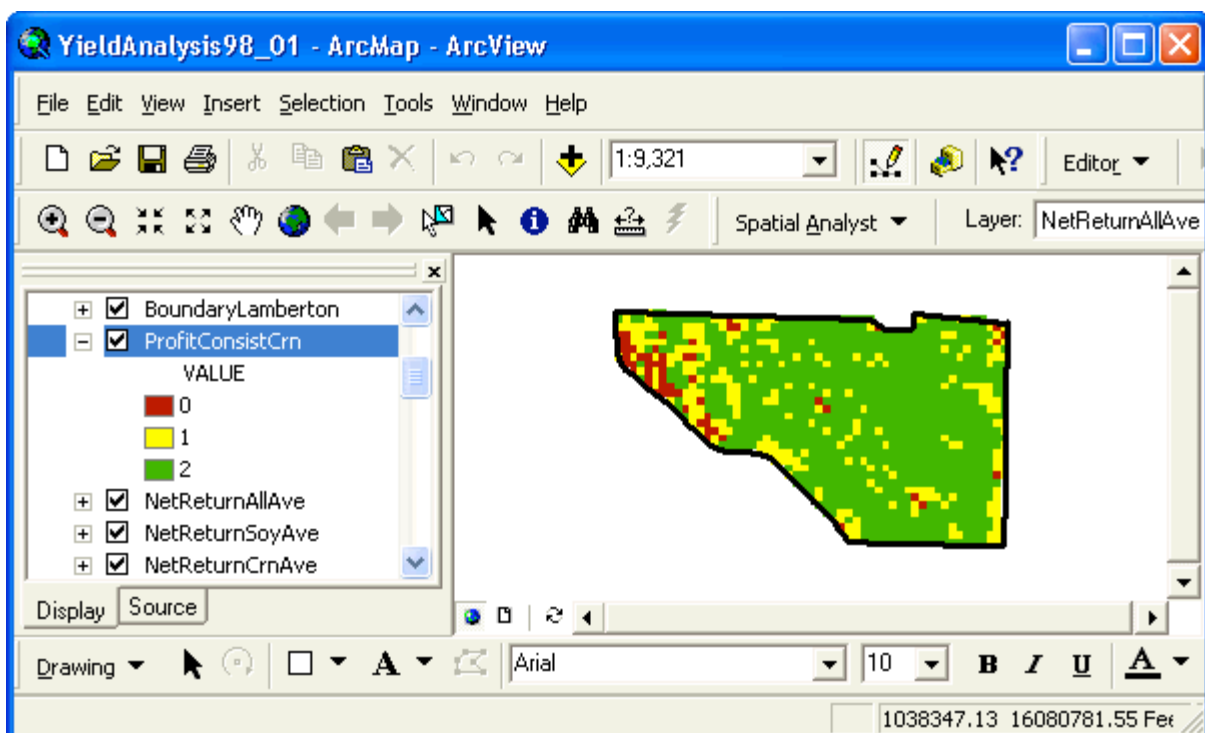 YieldAnalysis98_01 - ArcMap - ArcView
File Edit View Insert Selection Tools Window Help
1:9,321 Editor
Spatial Analyst Layer: NetReturnAllAve
BoundaryLamberton
ProfitConsistCrn
VALUE
0
1
2
NetReturnAllAve
NetReturnSoyAve
NetReturnCrnAve
Display Source
Drawing A Arial 10 B I U A
1038347.13 16080781.55 Fee